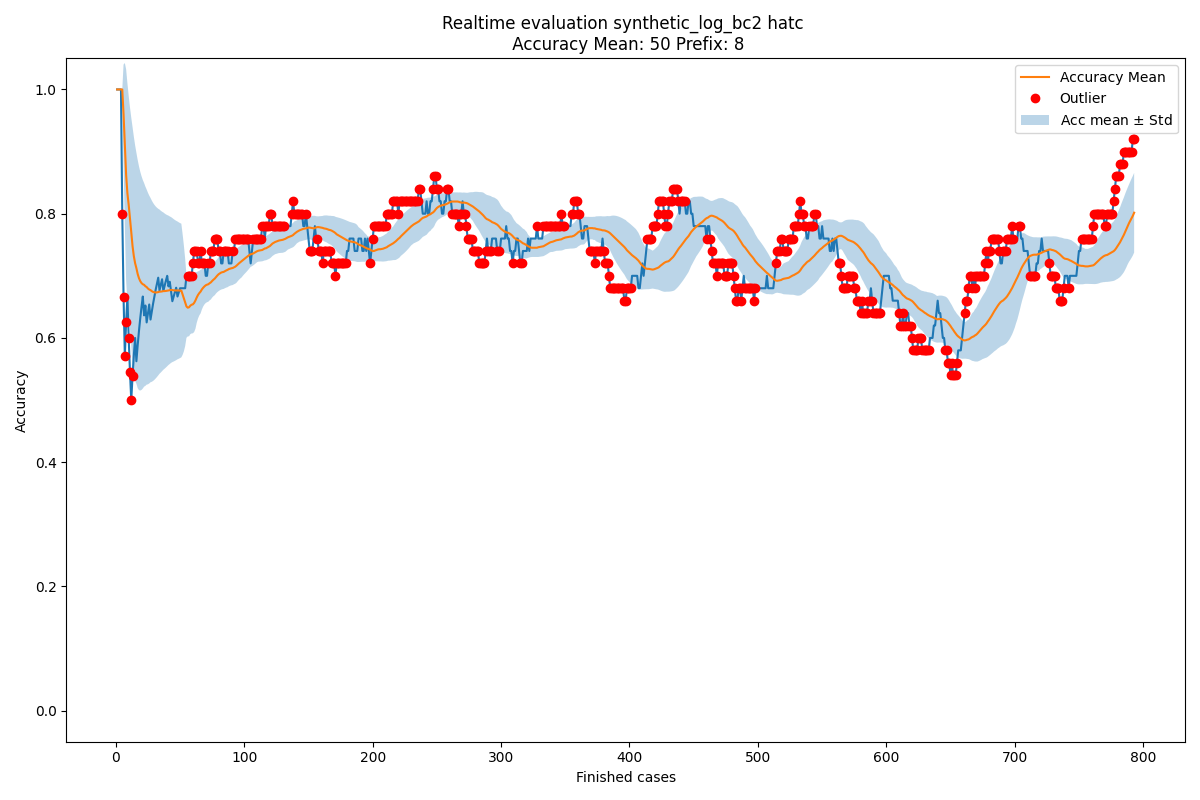 Realtime evaluation synthetic_log_bc2 hatc
Accuracy Mean: 50 Prefix: 8
Accuracy Mean
Outlier
Acc mean ± Std
1.0
0.8
0.6
0.4
0.2
0.0
Accuracy
0 100 200 300 400 500 600 700 800
Finished cases